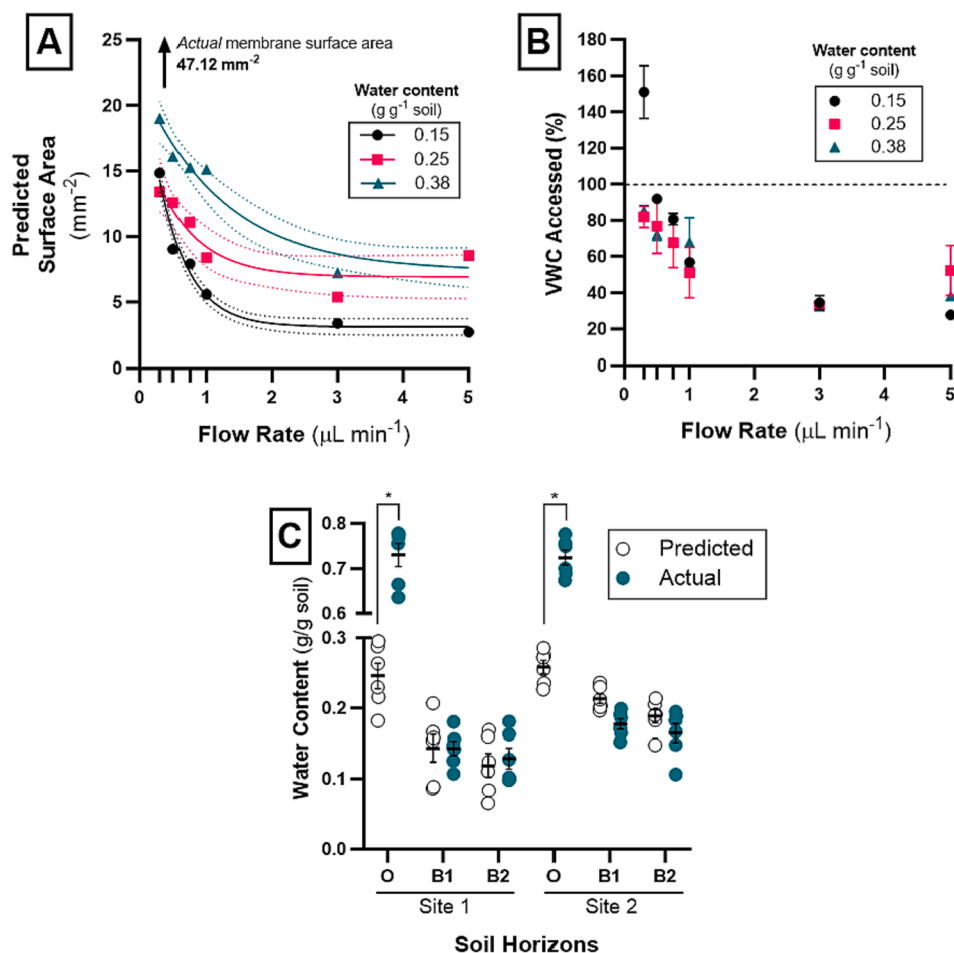 A
Actual membrane surface area
47.12 mm⁻²
Water content
(g g⁻¹ soil)
0.15
0.25
0.38
25
20
15
10
5
0
Predicted
Surface Area
(mm⁻²)
0 1 2 3 4 5
Flow Rate (μL min⁻¹)
B
Water content
(g g⁻¹ soil)
0.15
0.25
0.38
180
160
140
120
100
80
60
40
20
0
VWC Accessed (%)
0 1 2 3 4 5
Flow Rate (μL min⁻¹)
C
* *
Predicted
Actual
0.8
0.7
0.6
0.3
0.2
0.1
0.0
Water Content (g/g soil)
O B1 B2 O B1 B2
Site 1 Site 2
Soil Horizons